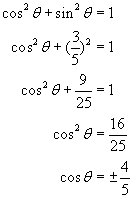 cos² θ + sin² θ = 1
cos² θ + (3/5)² = 1
cos² θ + 9/25 = 1
cos² θ = 16/25
cos θ = ± 4/5